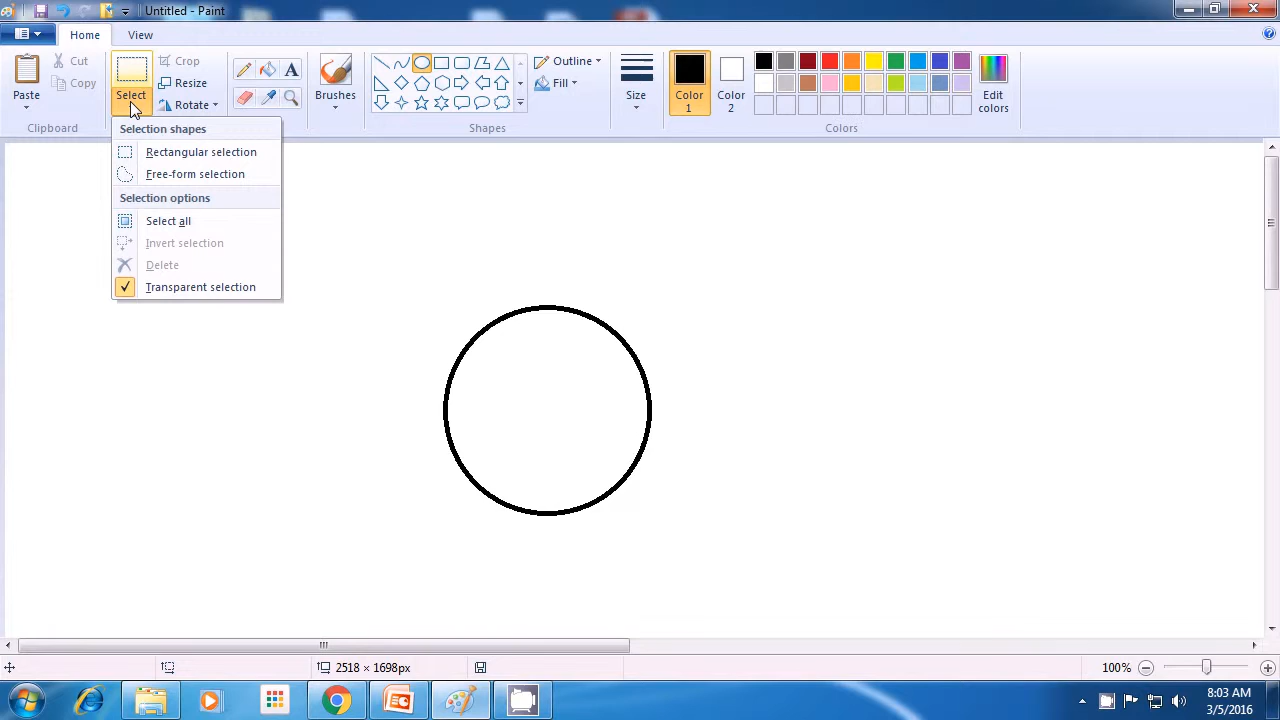 Untitled - Paint
Home View
Paste
Cut
Copy
Clipboard
Select
Crop
Resize
Rotate
A
Brushes
Outline
Fill
Shapes
Size
Color 1
Color 2
Edit colors
Colors
Selection shapes
Rectangular selection
Free-form selection
Selection options
Select all
Invert selection
Delete
Transparent selection
2518 × 1698px
100%
8:03 AM
3/5/2016